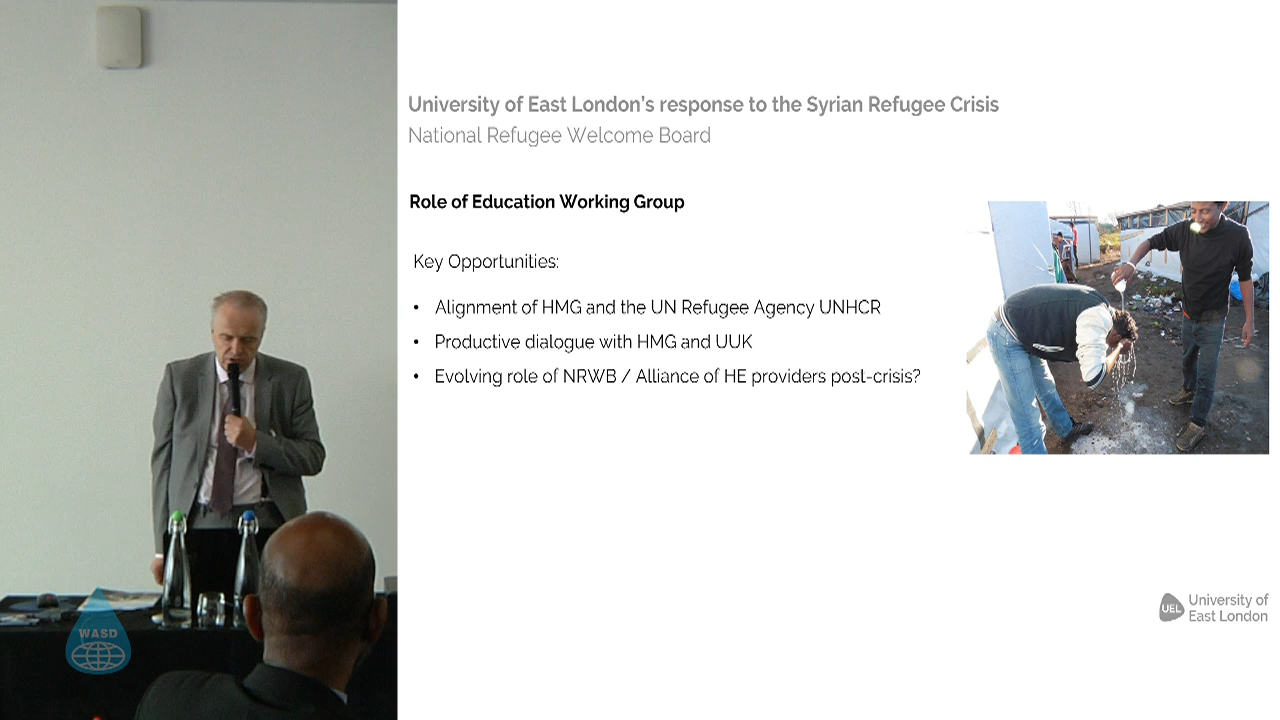 University of East London's response to the Syrian Refugee Crisis
National Refugee Welcome Board
Role of Education Working Group
Key Opportunities:
• Alignment of HMG and the UN Refugee Agency UNHCR
• Productive dialogue with HMG and UUK
• Evolving role of NRWB / Alliance of HE providers post-crisis?
UEL
University of
East London
WASD